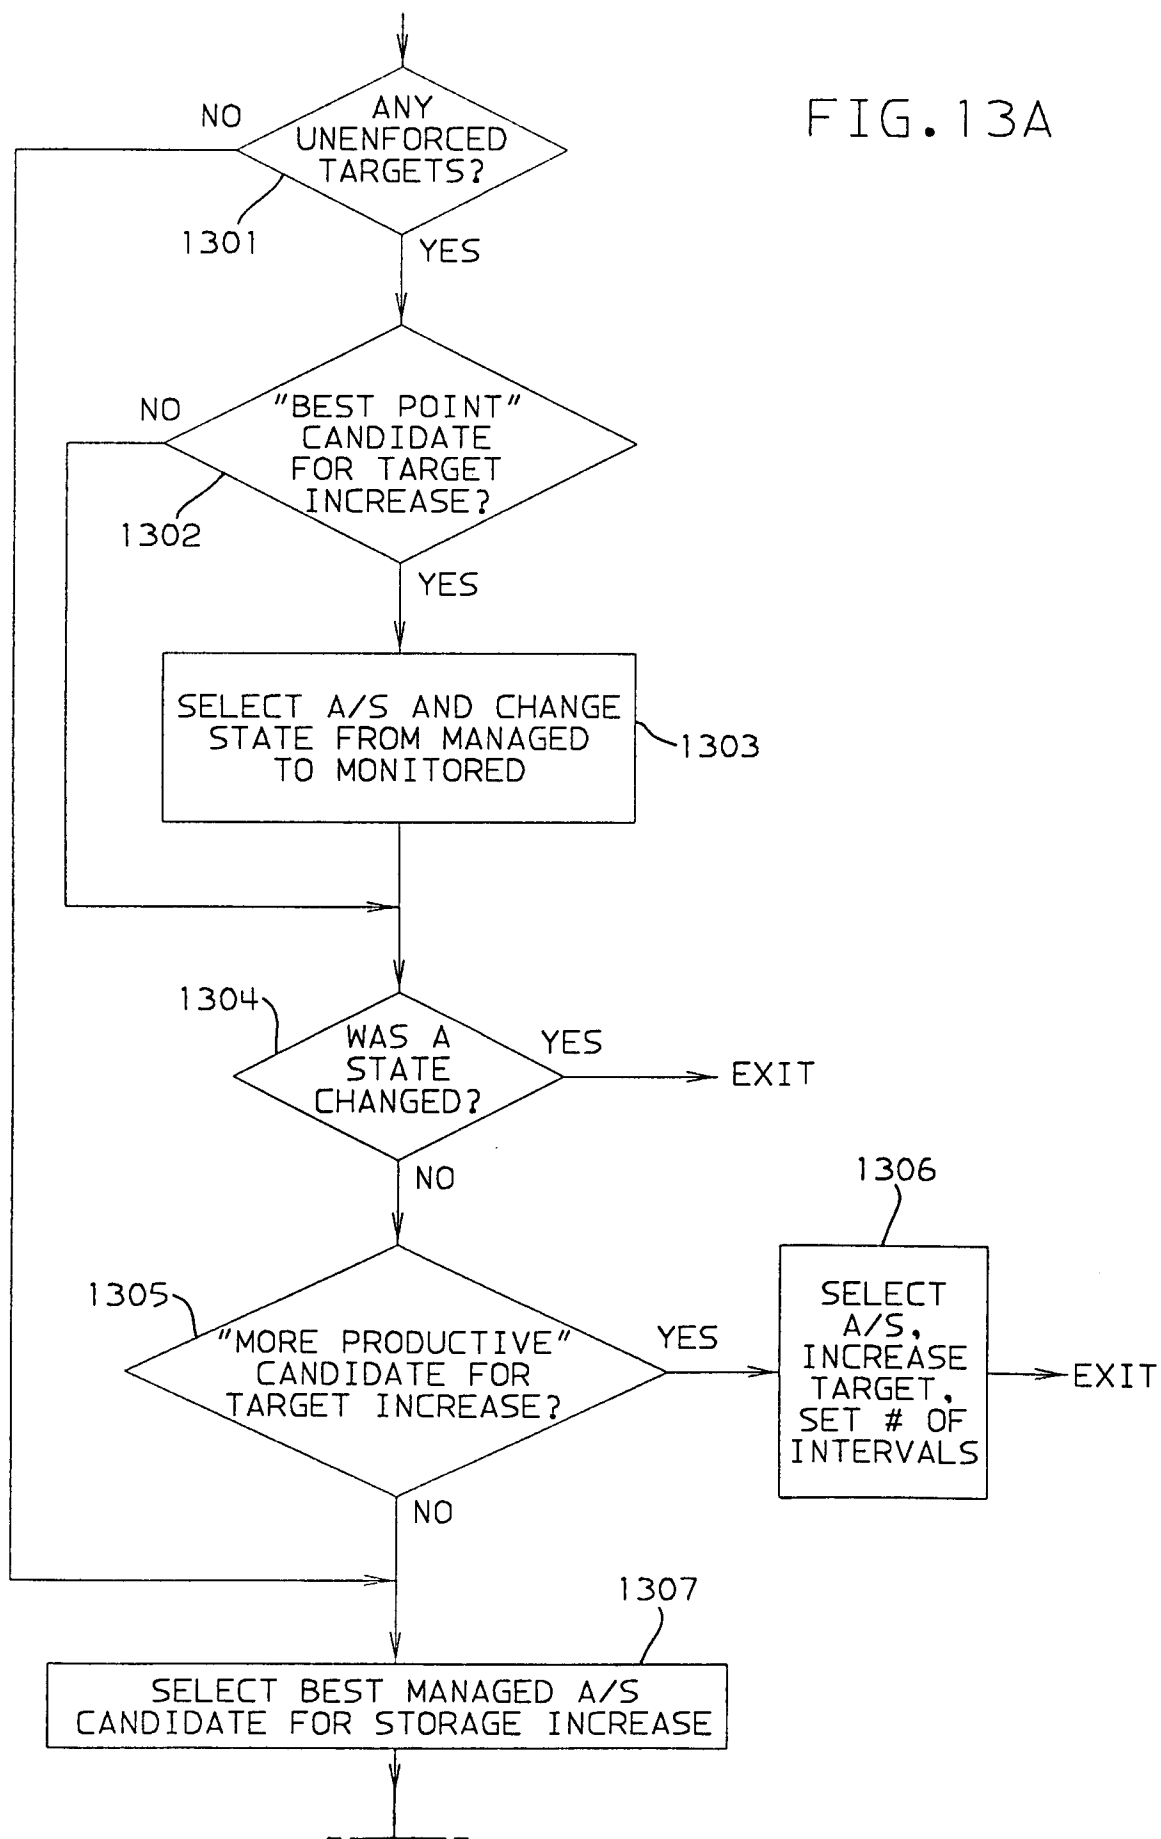 FIG.13A
NO
ANY
UNENFORCED
TARGETS?
1301
YES
NO
"BEST POINT"
CANDIDATE
FOR TARGET
INCREASE?
1302
YES
SELECT A/S AND CHANGE
STATE FROM MANAGED
TO MONITORED
1303
1304
WAS A
STATE
CHANGED?
YES
EXIT
NO
1305
"MORE PRODUCTIVE"
CANDIDATE FOR
TARGET INCREASE?
YES
1306
SELECT
A/S,
INCREASE
TARGET,
SET # OF
INTERVALS
EXIT
NO
1307
SELECT BEST MANAGED A/S
CANDIDATE FOR STORAGE INCREASE